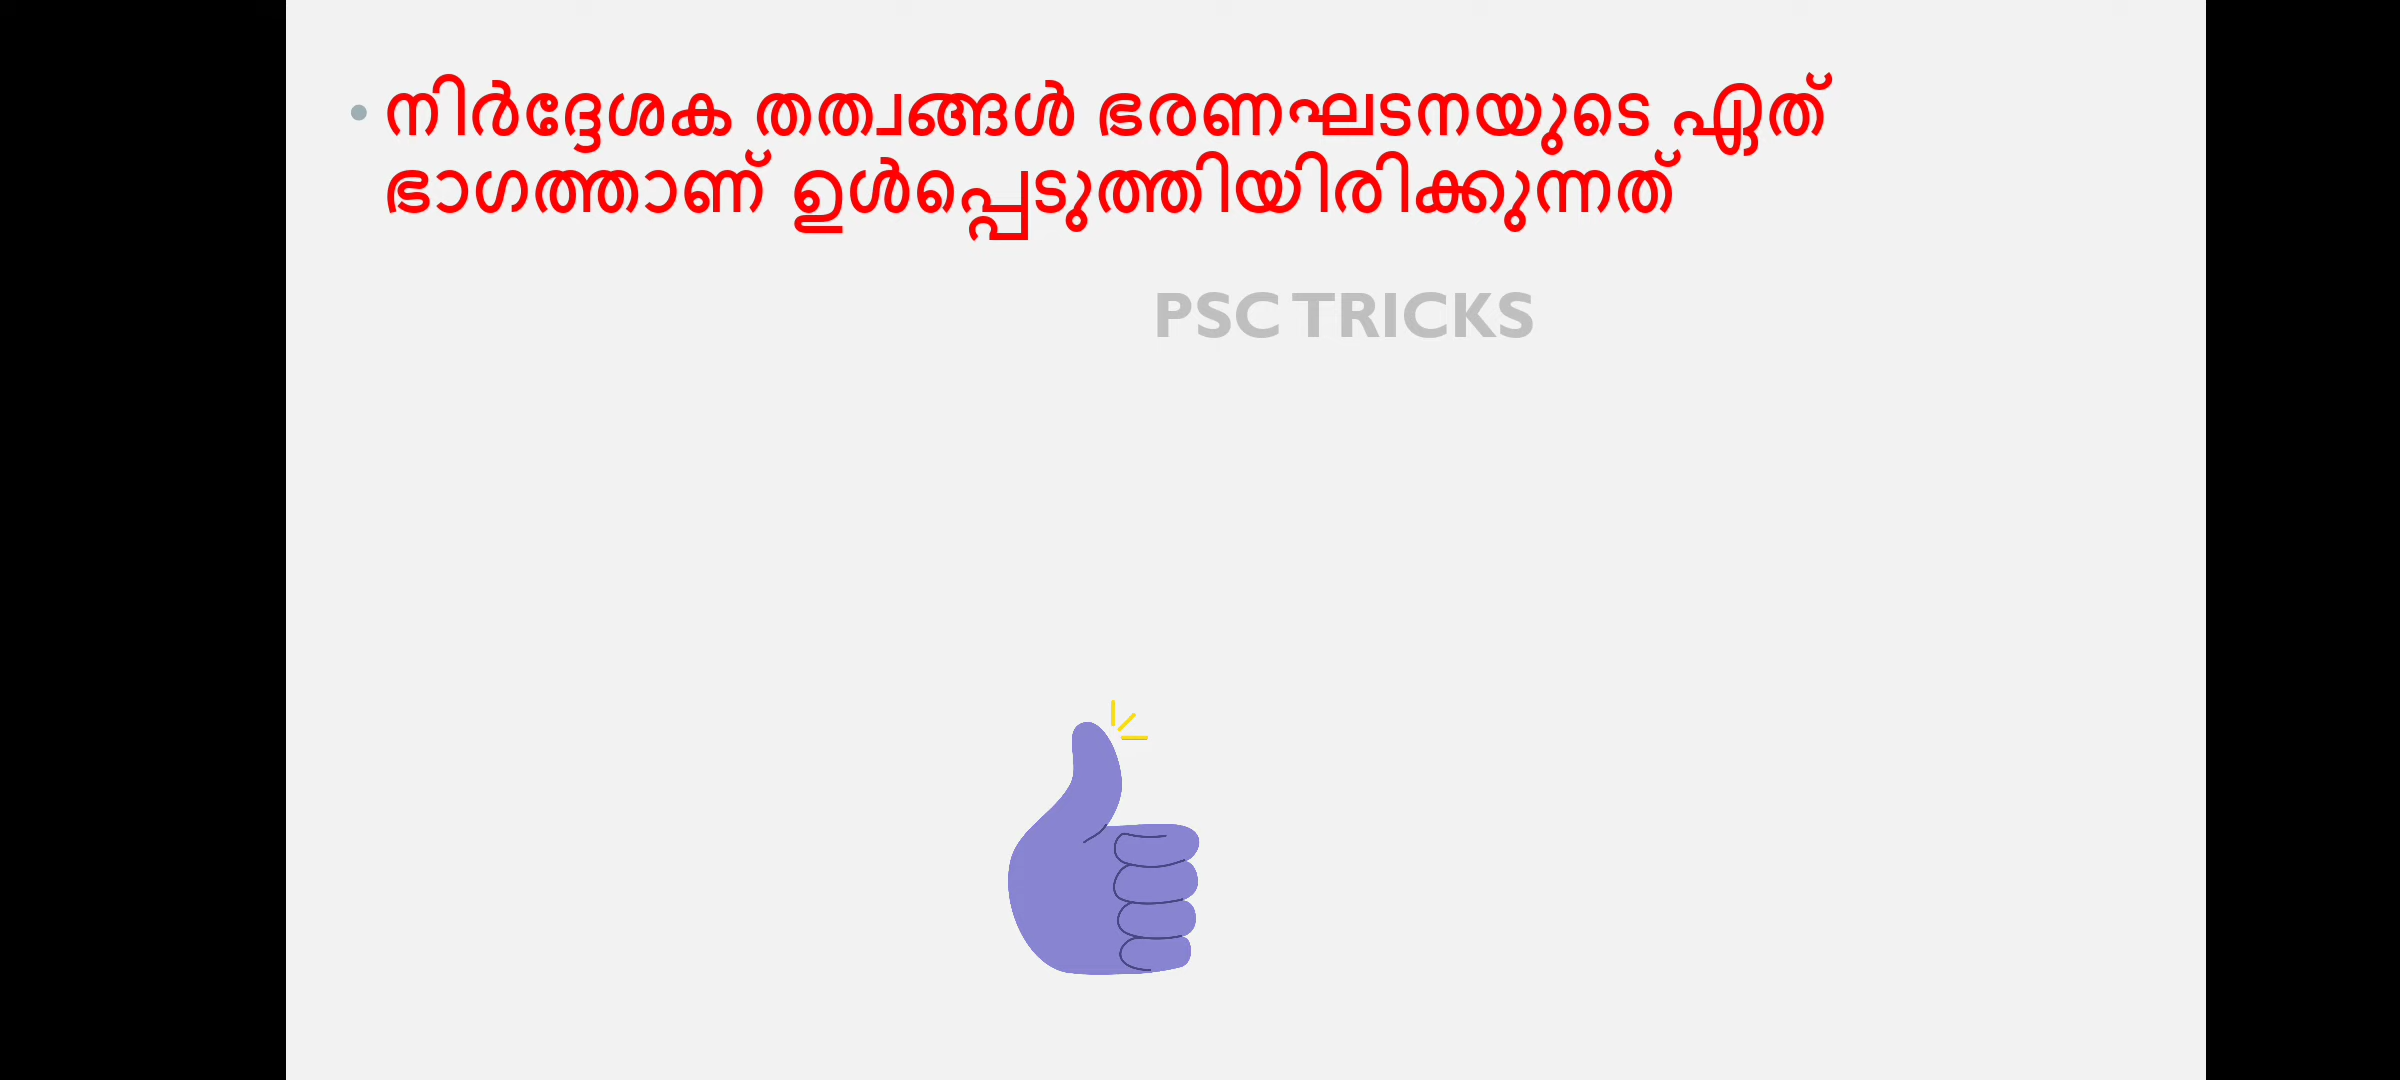 നിർദ്ദേശക തത്വങ്ങൾ ഭരണഘടനയുടെ ഏത്
ഭാഗത്താണ് ഉൾപ്പെടുത്തിയിരിക്കുന്നത്
PSC TRICKS